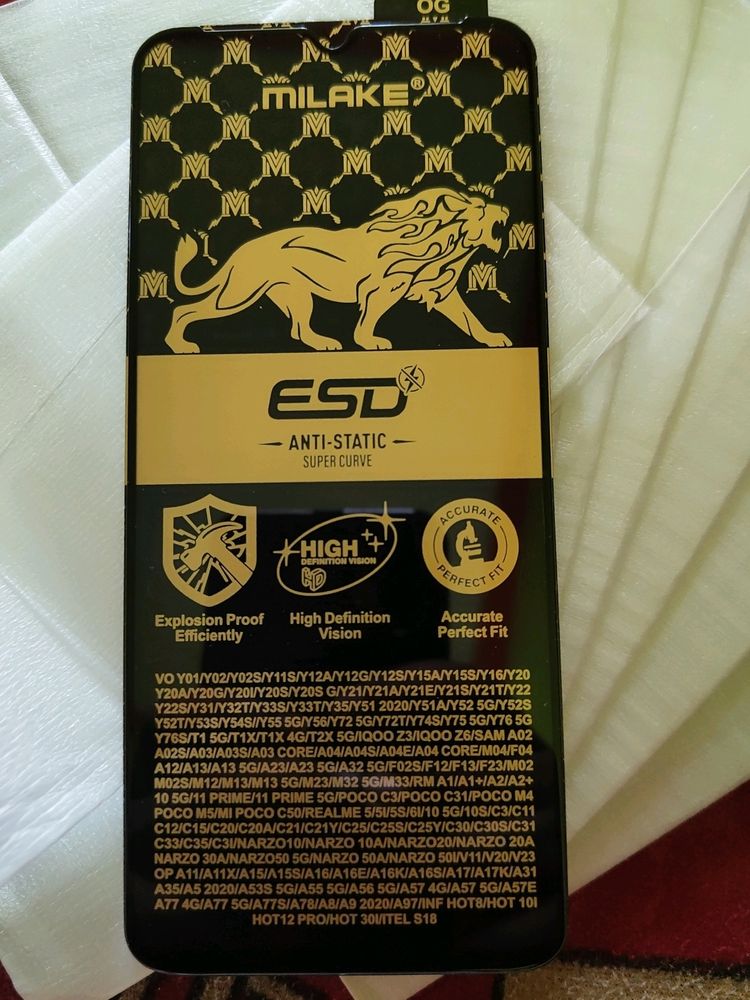 OG
MILAKE®
ESD
ANTI-STATIC
SUPER CURVE
HIGH
DEFINITION VISION
HD
ACCURATE
PERFECT FIT
Explosion Proof
Efficiently
High Definition
Vision
Accurate
Perfect Fit
VO Y01/Y02/Y02S/Y11S/Y12A/Y12G/Y12S/Y15A/Y15S/Y16/Y20
Y20A/Y20G/Y20I/Y20S/Y20S G/Y21/Y21A/Y21E/Y21S/Y21T/Y22
Y22S/Y31/Y32T/Y33S/Y33T/Y35/Y51 2020/Y51A/Y52 5G/Y52S
Y52T/Y53S/Y54S/Y55 5G/Y56/Y72 5G/Y72T/Y74S/Y75 5G/Y76 5G
Y76S/T1 5G/T1X/T1X 4G/T2X 5G/IQOO Z3/IQOO Z6/SAM A02
A02S/A03/A03S/A03 CORE/A04/A04S/A04E/A04 CORE/M04/F04
A12/A13/A13 5G/A23/A23 5G/A32 5G/F02S/F12/F13/F23/M02
M02S/M12/M13/M13 5G/M23/M32 5G/M33/RM A1/A1+/A2/A2+
10 5G/11 PRIME/11 PRIME 5G/POCO C3/POCO C31/POCO M4
POCO M5/MI POCO C50/REALME 5/5I/5S/6I/10 5G/10S/C3/C11
C12/C15/C20/C20A/C21/C21Y/C25/C25S/C25Y/C30/C30S/C31
C33/C35/C3I/NARZO10/NARZO 10A/NARZO20/NARZO 20A
NARZO 30A/NARZO50 5G/NARZO 50A/NARZO 50I/V11/V20/V23
OP A11/A11X/A15/A15S/A16/A16E/A16K/A16S/A17/A17K/A31
A35/A5 2020/A53S 5G/A55 5G/A56 5G/A57 4G/A57 5G/A57E
A77 4G/A77 5G/A77S/A78/A8/A9 2020/A97/INF HOT8/HOT 10I
HOT12 PRO/HOT 30I/ITEL S18